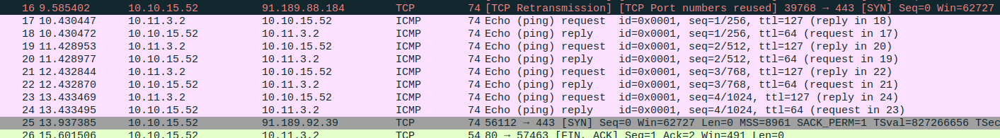 16 9.585402 10.10.15.52 91.189.88.184 TCP 74 [TCP Retransmission] [TCP Port numbers reused] 39768 → 443 [SYN] Seq=0 Win=62727
17 10.430447 10.11.3.2 10.10.15.52 ICMP 74 Echo (ping) request id=0x0001, seq=1/256, ttl=127 (reply in 18)
18 10.430472 10.10.15.52 10.11.3.2 ICMP 74 Echo (ping) reply id=0x0001, seq=1/256, ttl=64 (request in 17)
19 11.428953 10.11.3.2 10.10.15.52 ICMP 74 Echo (ping) request id=0x0001, seq=2/512, ttl=127 (reply in 20)
20 11.428977 10.10.15.52 10.11.3.2 ICMP 74 Echo (ping) reply id=0x0001, seq=2/512, ttl=64 (request in 19)
21 12.432844 10.11.3.2 10.10.15.52 ICMP 74 Echo (ping) request id=0x0001, seq=3/768, ttl=127 (reply in 22)
22 12.432870 10.10.15.52 10.11.3.2 ICMP 74 Echo (ping) reply id=0x0001, seq=3/768, ttl=64 (request in 21)
23 13.433469 10.11.3.2 10.10.15.52 ICMP 74 Echo (ping) request id=0x0001, seq=4/1024, ttl=127 (reply in 24)
24 13.433495 10.10.15.52 10.11.3.2 ICMP 74 Echo (ping) reply id=0x0001, seq=4/1024, ttl=64 (request in 23)
25 13.937385 10.10.15.52 91.189.92.39 TCP 74 56112 → 443 [SYN] Seq=0 Win=62727 Len=0 MSS=8961 SACK_PERM=1 TSval=827266656 TSec
26 15.601506 10.10.15.52 10.11.3.2 TCP 54 80 → 57463 [FIN, ACK] Seq=1 Ack=2 Win=491 Len=0